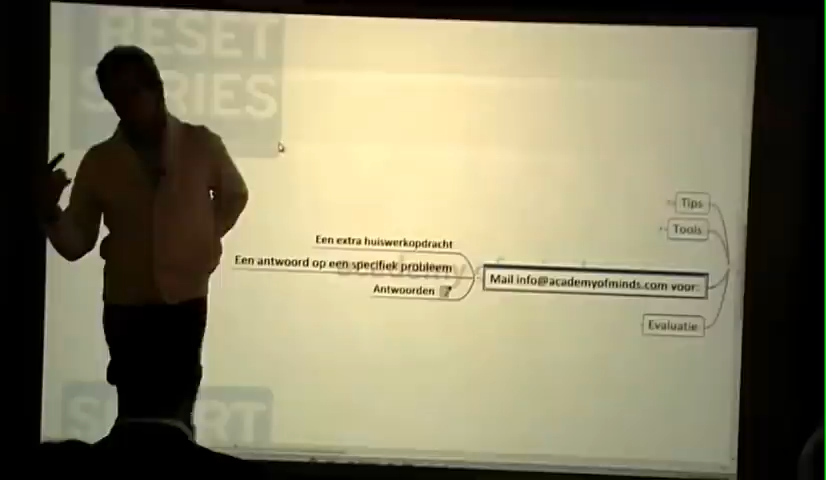 RESET
SERIES
Tips
Tools
Een extra huiswerkopdracht
Een antwoord op een specifiek probleem
Mail info@academyofminds.com voor:
Antwoorden
Evaluatie